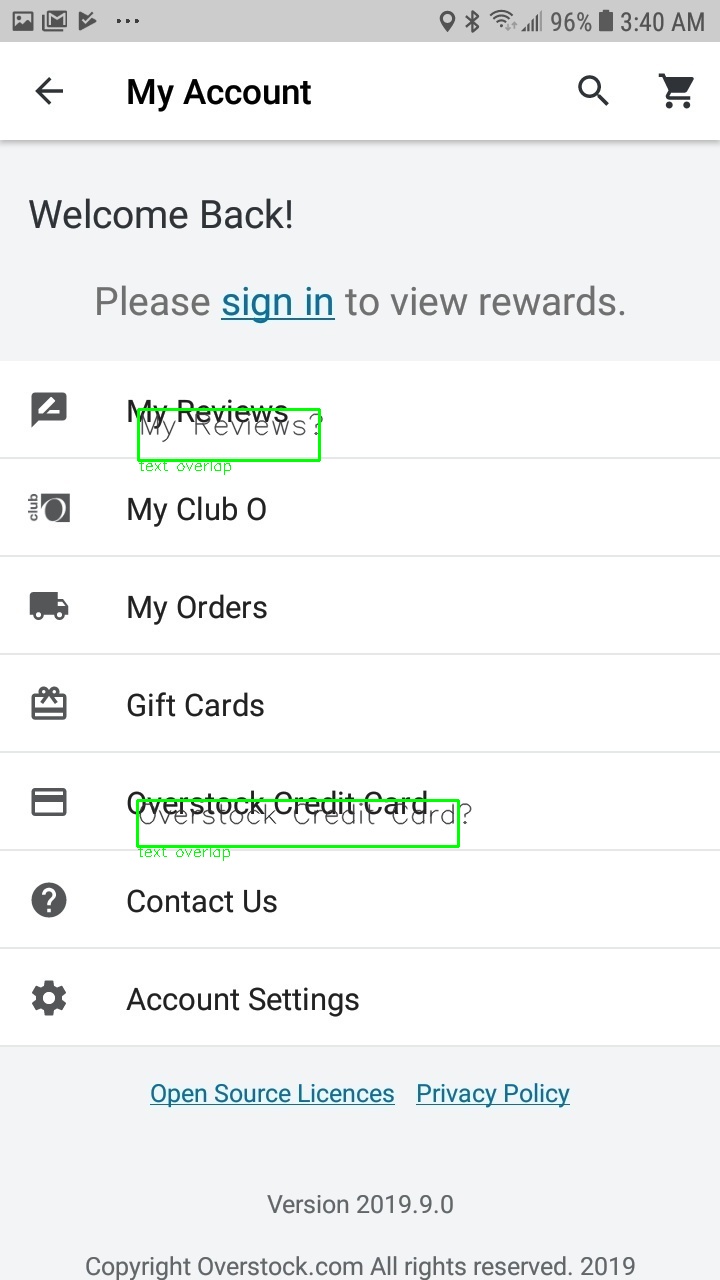 96% 3:40 AM
My Account
Welcome Back!
Please sign in to view rewards.
My Reviews
My Reviews?
text overlap
club O
My Club O
My Orders
Gift Cards
Overstock Credit Card
Overstock Credit Card?
text overlap
Contact Us
Account Settings
Open Source Licences Privacy Policy
Version 2019.9.0
Copyright Overstock.com All rights reserved. 2019